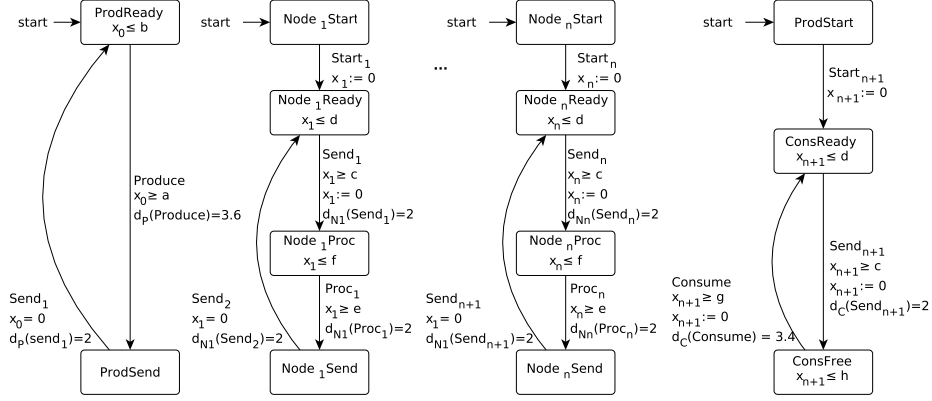 start
ProdReady
x0≤ b
Produce
x0≥ a
dP(Produce)=3.6
Send1
x0= 0
dP(send1)=2
ProdSend
start
Node 1Start
Start1
x1:= 0
Node 1Ready
x1≤ d
Send1
x1≥ c
x1:= 0
dN1(Send1)=2
Node 1Proc
x1≤ f
Proc1
x1≥ e
dN1(Proc1)=2
Send2
x1= 0
dN1(Send2)=2
Node 1Send
...
start
Node nStart
Startn
xn:= 0
Node nReady
xn≤ d
Sendn
xn≥ c
xn:= 0
dNn(Sendn)=2
Node nProc
xn≤ f
Procn
xn≥ e
dNn(Procn)=2
Sendn+1
x1= 0
dN1(Sendn+1)=2
Node nSend
start
ProdStart
Startn+1
xn+1:= 0
ConsReady
xn+1≤ d
Sendn+1
xn+1≥ c
xn+1:= 0
dC(Sendn+1)=2
Consume
xn+1≥ g
xn+1:= 0
dC(Consume) = 3.4
ConsFree
xn+1≤ h